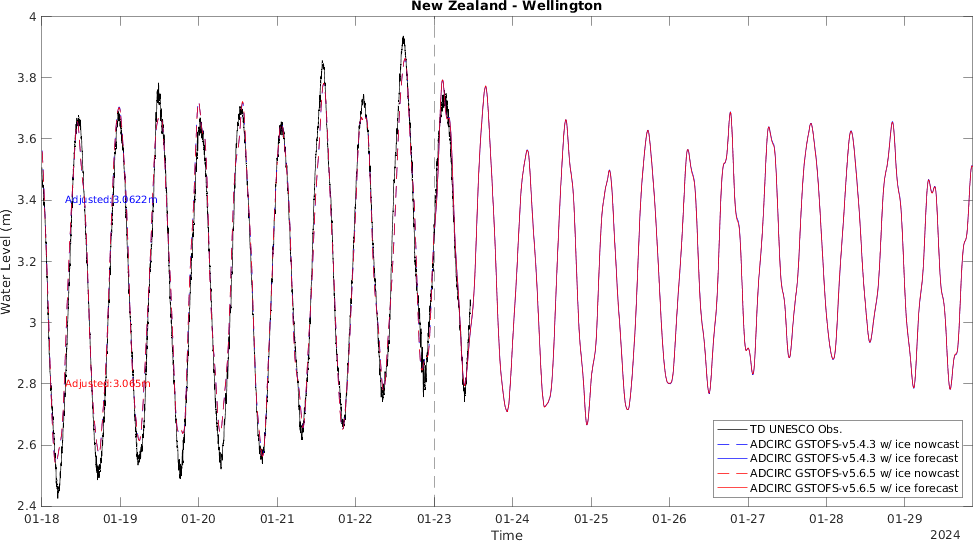 New Zealand - Wellington
4
3.8
3.6
3.4
3.2
3
2.8
2.6
2.4
Water Level (m)
Adjusted:3.0622m
Adjusted:3.065m
TD UNESCO Obs.
ADCIRC GSTOFS-v5.4.3 w/ ice nowcast
ADCIRC GSTOFS-v5.4.3 w/ ice forecast
ADCIRC GSTOFS-v5.6.5 w/ ice nowcast
ADCIRC GSTOFS-v5.6.5 w/ ice forecast
01-18 01-19 01-20 01-21 01-22 01-23 01-24 01-25 01-26 01-27 01-28 01-29
Time
2024